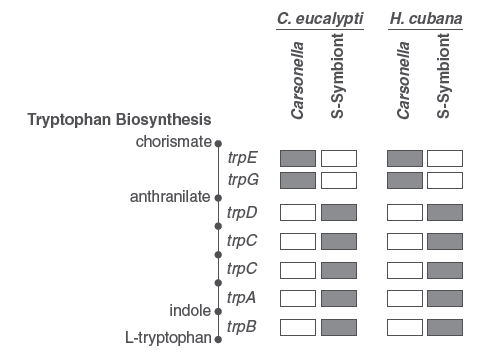 C. eucalypti H. cubana
Carsonella S-Symbiont Carsonella S-Symbiont
Tryptophan Biosynthesis
chorismate
trpE
trpG
anthranilate
trpD
trpC
trpC
trpA
indole
trpB
L-tryptophan